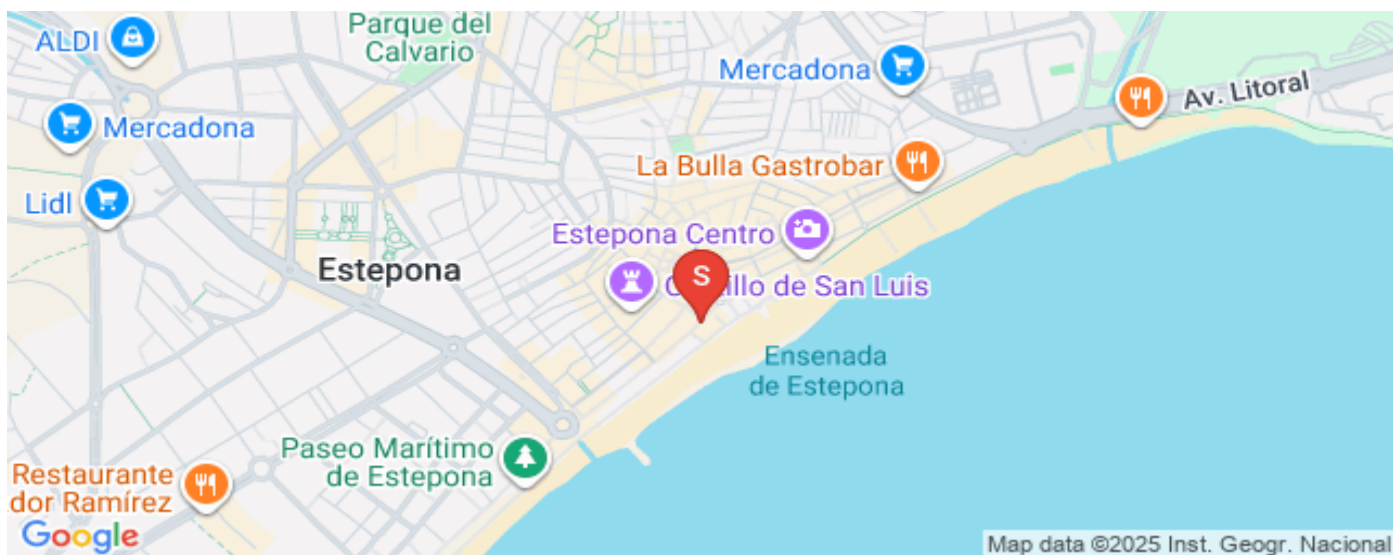 ALDI
Parque del
Calvario
Mercadona
Av. Litoral
Mercadona
La Bulla Gastrobar
Lidl
Estepona Centro
Estepona
S
tillo de San Luis
Ensenada
de Estepona
Paseo Marítimo
de Estepona
Restaurante
dor Ramírez
Google
Map data ©2025 Inst. Geogr. Nacional